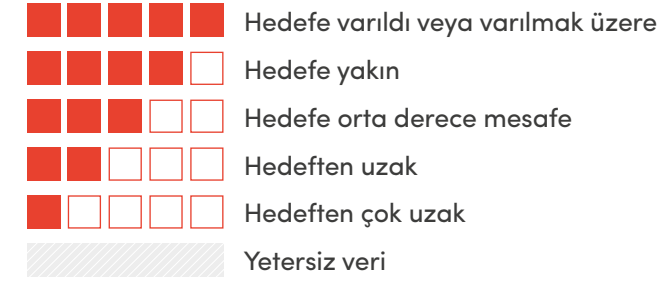 Hedefe varıldı veya varılmak üzere
Hedefe yakın
Hedefe orta derece mesafe
Hedeften uzak
Hedeften çok uzak
Yetersiz veri